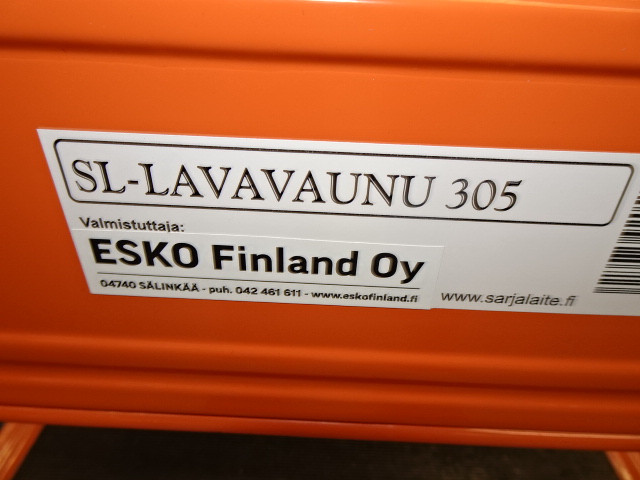 SL-LAVAVAUNU 305
Valmistuttaja:
ESKO Finland Oy
04740 SÄLINKÄÄ - puh. 042 461 611 - www.eskofinland.fi
www.sarjalaite.fi